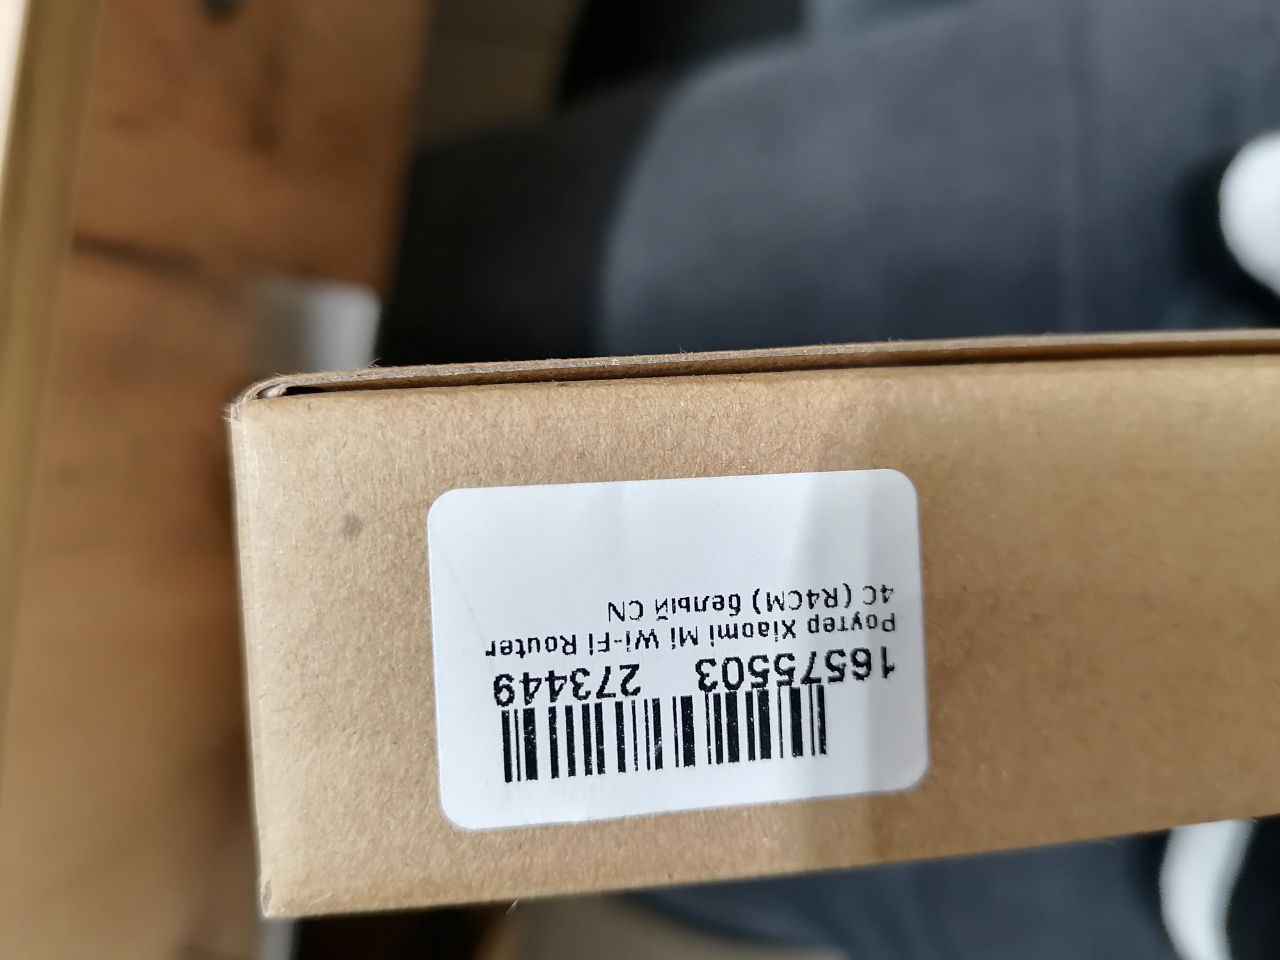 16575503 273449
Роутер Xiaomi Mi Wi-Fi Router
4C (R4CM) белый CN